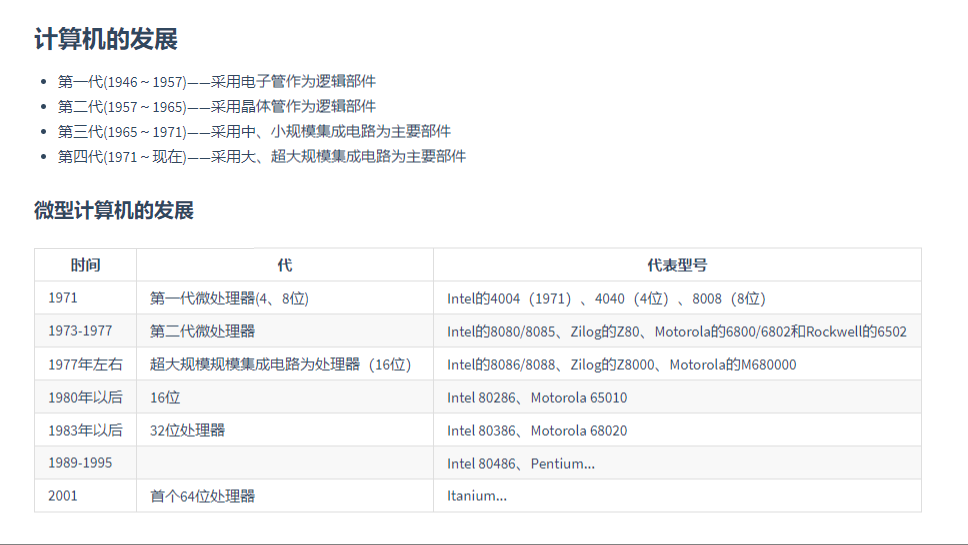 计算机的发展
第一代(1946～1957)——采用电子管作为逻辑部件
第二代(1957～1965)——采用晶体管作为逻辑部件
第三代(1965～1971)——采用中、小规模集成电路为主要部件
第四代(1971～现在)——采用大、超大规模集成电路为主要部件
微型计算机的发展
时间 代 代表型号
1971 第一代微处理器(4、8位) Intel的4004（1971）、4040（4位）、8008（8位）
1973-1977 第二代微处理器 Intel的8080/8085、Zilog的Z80、Motorola的6800/6802和Rockwell的6502
1977年左右 超大规模规模集成电路为处理器（16位） Intel的8086/8088、Zilog的Z8000、Motorola的M680000
1980年以后 16位 Intel 80286、Motorola 65010
1983年以后 32位处理器 Intel 80386、Motorola 68020
1989-1995 Intel 80486、Pentium...
2001 首个64位处理器 Itanium...